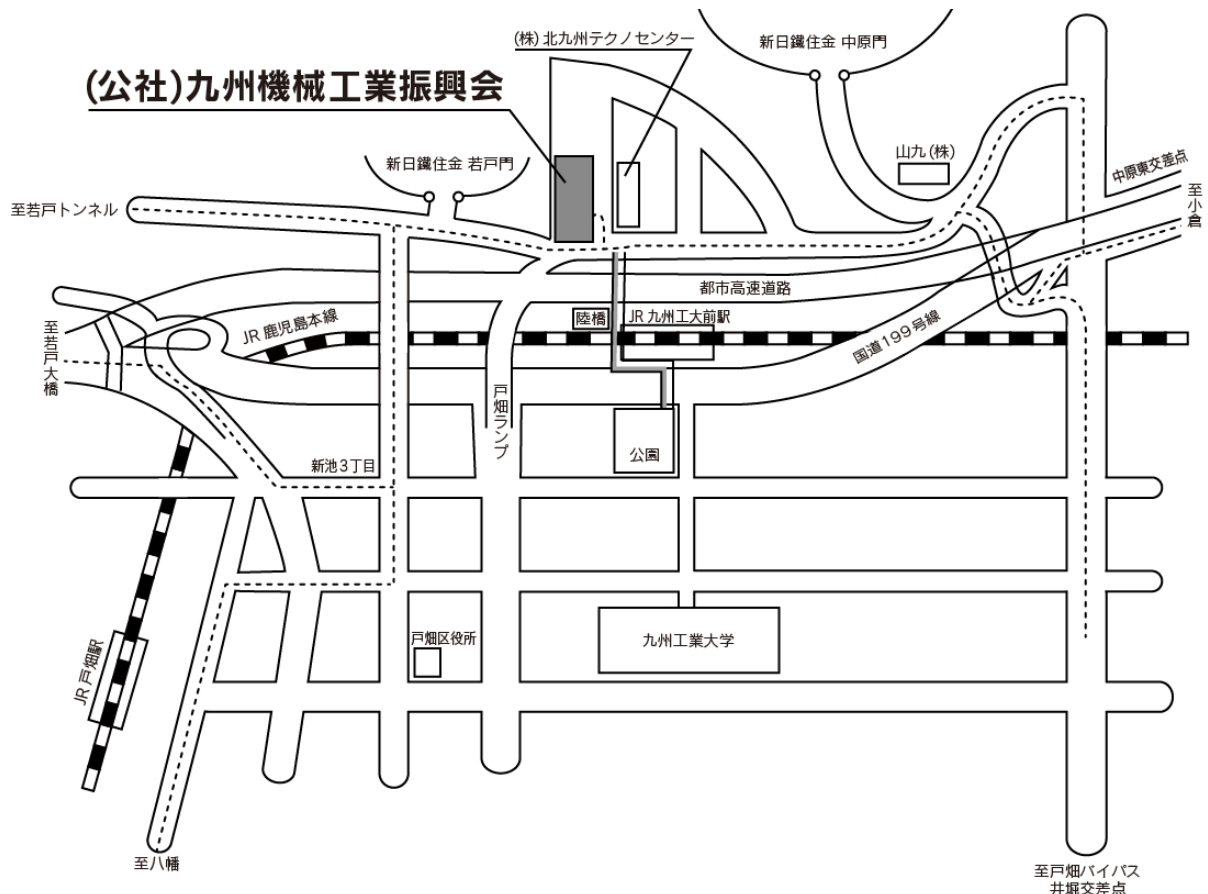 (株)北九州テクノセンター
新日鐵住金 中原門
(公社)九州機械工業振興会
新日鐵住金 若戸門
山九(株)
中原東交差点
至若戸トンネル
至小倉
都市高速道路
JR 鹿児島本線
陸橋
JR 九州工大前駅
国道199号線
至若戸大橋
戸畑ランプ
公園
新池3丁目
戸畑区役所
九州工業大学
JR 戸畑駅
至八幡
至戸畑バイパス
井堀交差点